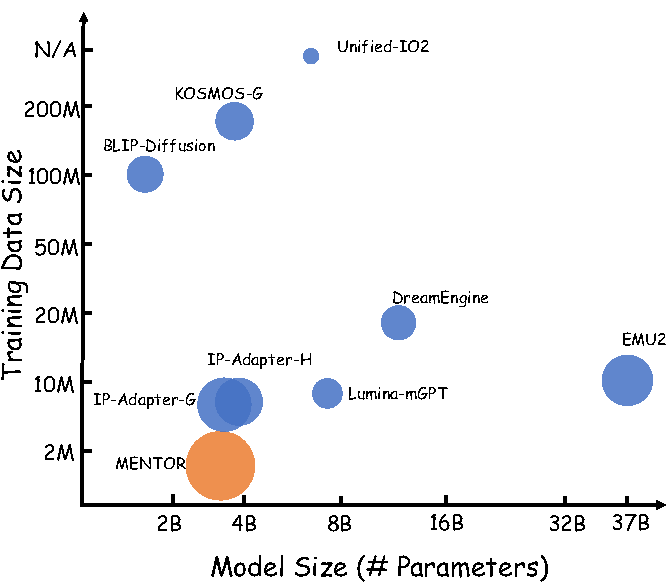 N/A
Unified-IO2
KOSMOS-G
200M
BLIP-Diffusion
100M
Training Data Size
50M
DreamEngine
20M
EMU2
IP-Adapter-H
10M
Lumina-mGPT
IP-Adapter-G
2M
MENTOR
2B 4B 8B 16B 32B 37B
Model Size (# Parameters)